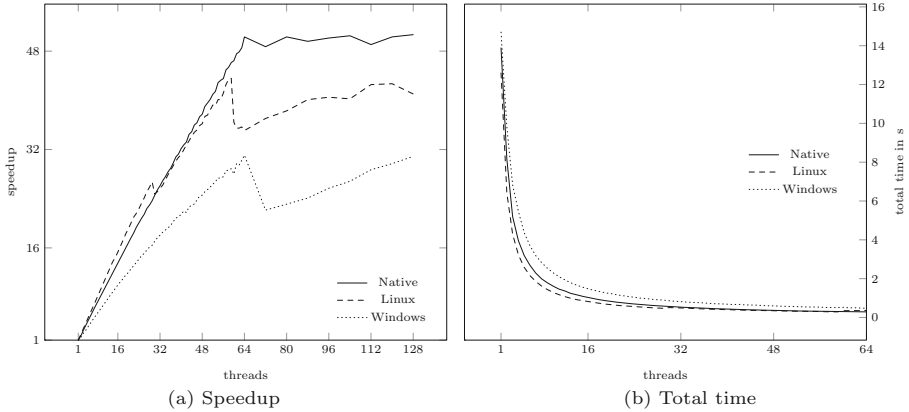 48
32
16
1
speedup
Native
Linux
Windows
1 16 32 48 64 80 96 112 128
threads
(a) Speedup
16
14
12
10
8
6
4
2
0
total time in s
Native
Linux
Windows
1 16 32 48 64
threads
(b) Total time